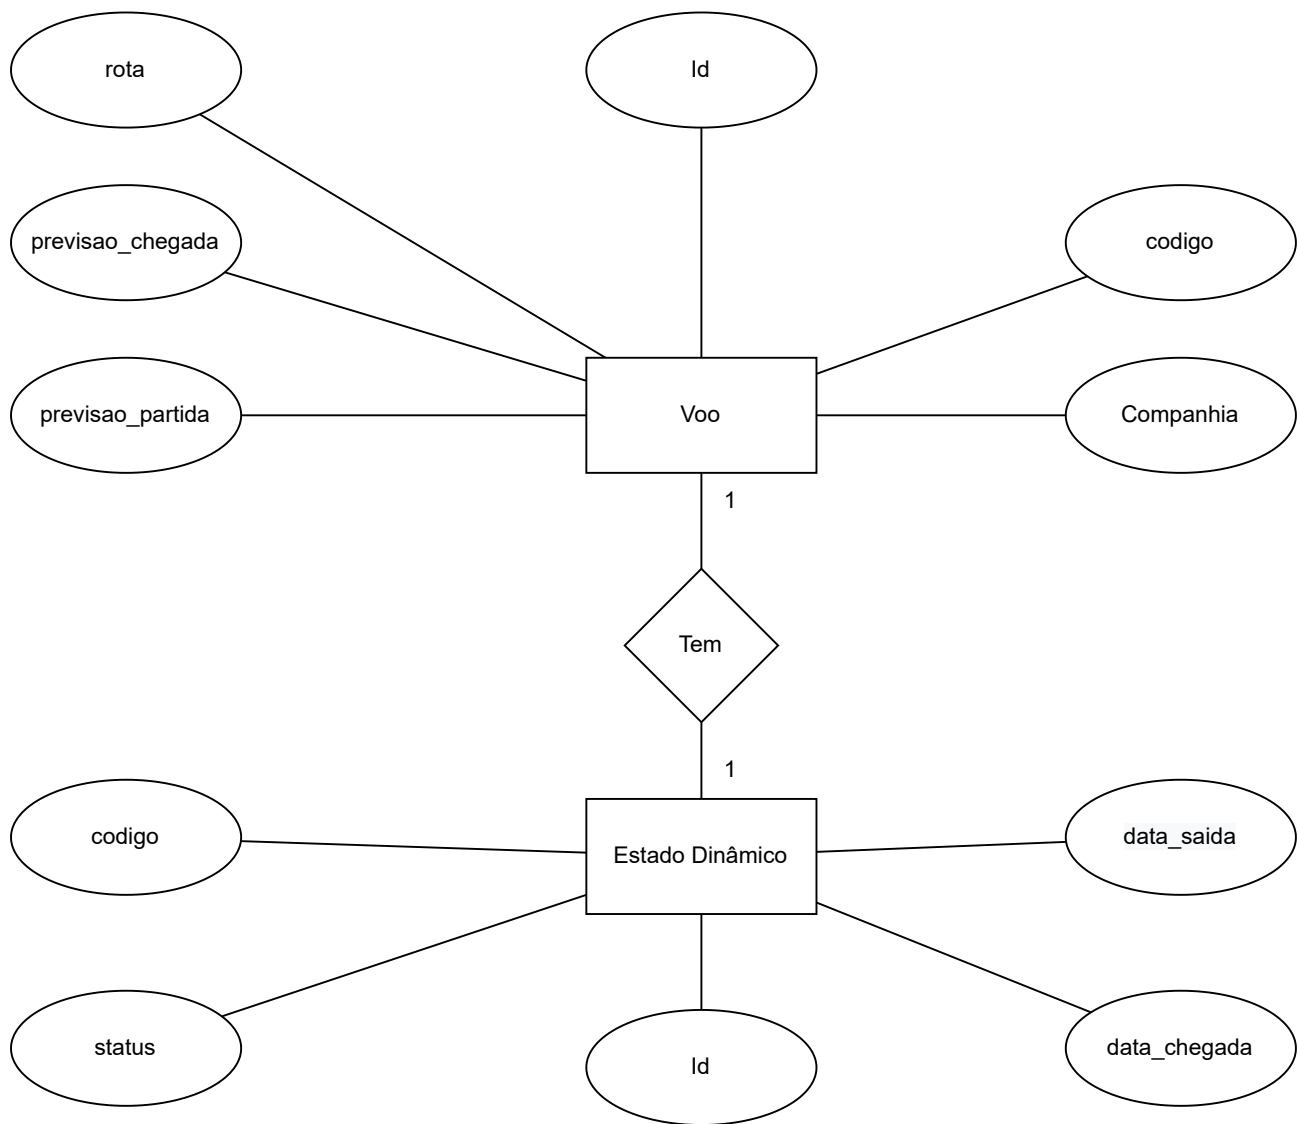 rota
Id
previsao_chegada
codigo
previsao_partida
Voo
Companhia
1
Tem
1
codigo
Estado Dinâmico
data_saida
status
Id
data_chegada